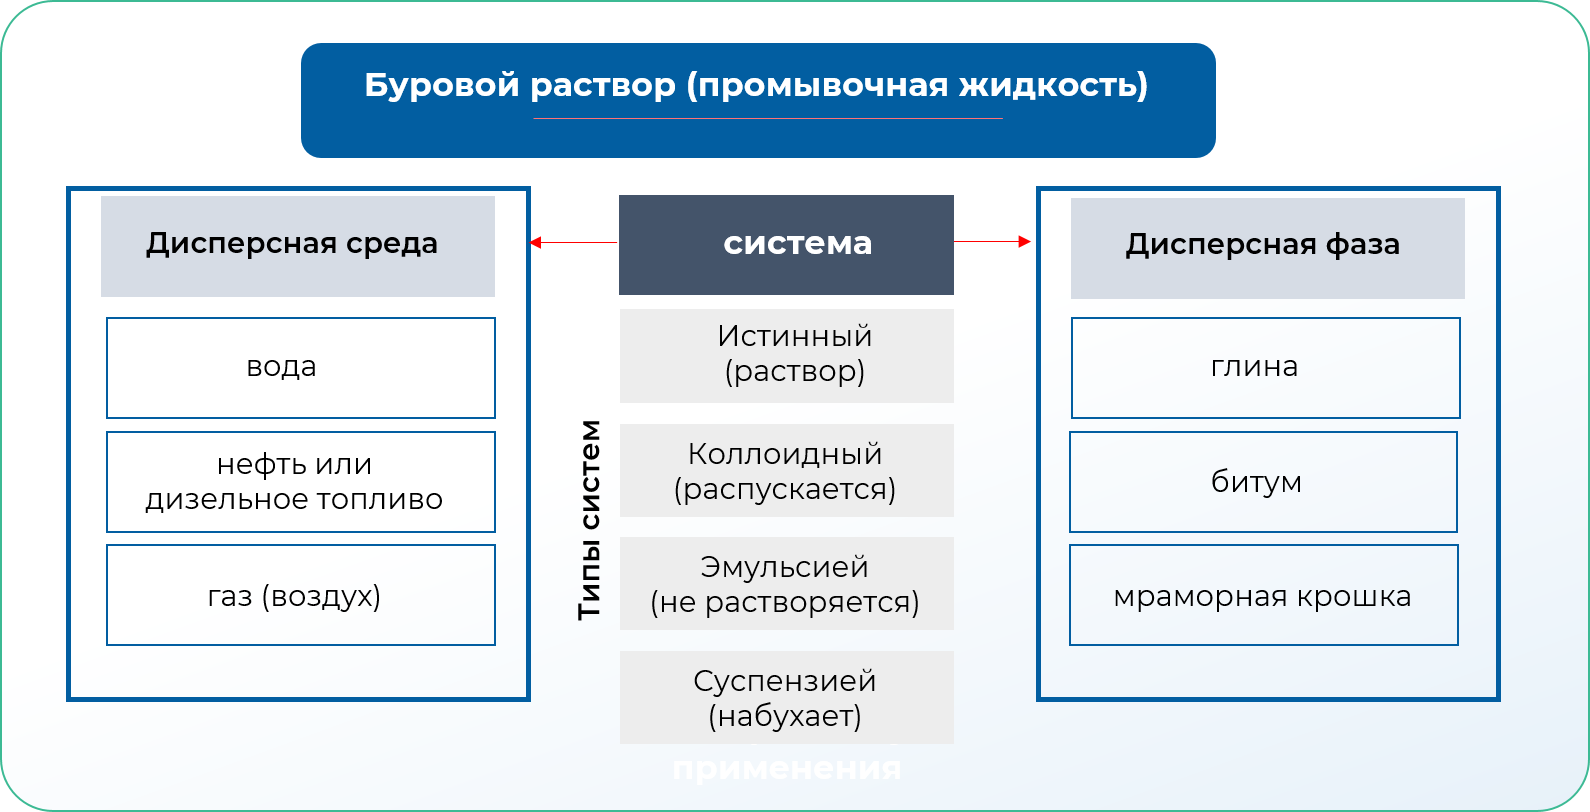 Буровой раствор (промывочная жидкость)
Дисперсная среда
вода
нефть или
дизельное топливо
газ (воздух)
система
Типы систем
Истинный
(раствор)
Коллоидный
(распускается)
Эмульсией
(не растворяется)
Суспензией
(набухает)
применения
Дисперсная фаза
глина
битум
мраморная крошка